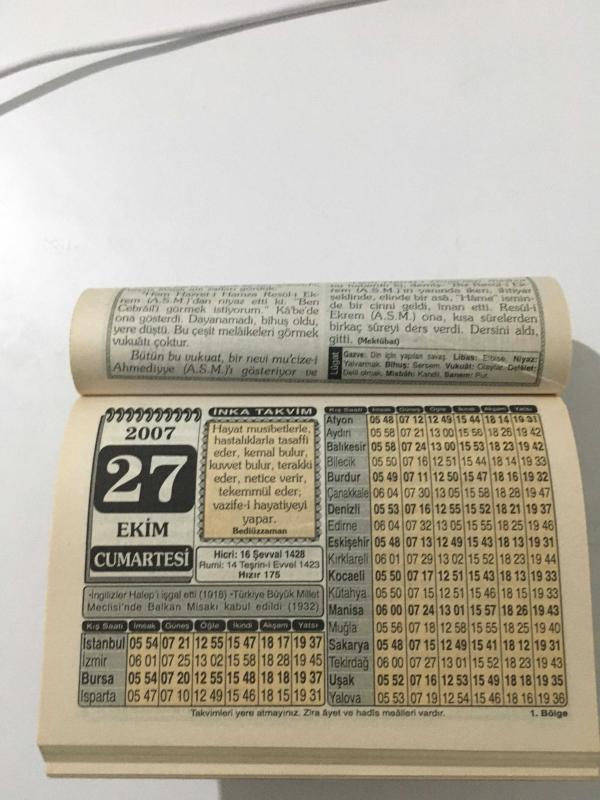 "Hem Hazret-i Hamza Resûl-i Ek-
rem (A.S.M.)'dan niyaz etti ki, "Ben
Cebrâil'i görmek istiyorum." Kâbe'de
ona gösterdi. Dayanamadı, bîhuş oldu,
yere düştü. Bu çeşit melâikeleri görmek
vukuâtı çoktur.
Bütün bu vukuat, bir nevi mu'cize-i
Ahmediyye (A.S.M.)'ı gösteriyor ve
rem (A.S.M.)'ın yanında iken, ihtiyar
şeklinde, elinde bir asâ, "Hâme" ismin-
de bir cinnî geldi, iman etti. Resûl-i
Ekrem (A.S.M.) ona, kısa sûrelerden
birkaç sûreyi ders verdi. Dersini aldı,
gitti. (Mektûbat)
Lügat
Gazve: Din için yapılan savaş. Libas: Elbise. Niyaz:
Yalvarmak. Bîhuş: Sersem. Vukuât: Olaylar. Delâlet:
Delil olmak. Misbâh: Kandil. Sanem: Put.
2007
27
EKİM
CUMARTESİ
İNKA TAKVİM
Hayat musibetlerle,
hastalıklarla tasaffi
eder, kemal bulur,
kuvvet bulur, terakki
eder, netice verir,
tekemmül eder;
vazife-i hayatiyeyi
yapar.
Bediüzzaman
Hicri: 16 Şevval 1428
Rumi: 14 Teşrin-i Evvel 1423
Hızır 175
•İngilizler Halep'i işgal etti (1918) •Türkiye Büyük Millet
Meclisi'nde Balkan Misakı kabul edildi (1932)
Kış Saati İmsak Güneş Öğle İkindi Akşam Yatsı
İstanbul 05 54 07 21 12 55 15 47 18 17 19 37
İzmir 06 01 07 25 13 02 15 58 18 28 19 45
Bursa 05 54 07 20 12 55 15 48 18 18 19 37
Isparta 05 47 07 10 12 49 15 46 18 15 19 31
Kış Saati İmsak Güneş Öğle İkindi Akşam Yatsı
Afyon 05 48 07 12 12 49 15 44 18 14 19 31
Aydın 05 58 07 21 13 00 15 56 18 26 19 42
Balıkesir 05 58 07 24 13 00 15 53 18 23 19 42
Bilecik 05 50 07 16 12 51 15 44 18 14 19 33
Burdur 05 49 07 11 12 50 15 47 18 16 19 32
Çanakkale 06 04 07 30 13 05 15 58 18 28 19 47
Denizli 05 53 07 16 12 55 15 52 18 21 19 37
Edirne 06 04 07 32 13 05 15 55 18 25 19 46
Eskişehir 05 48 07 13 12 49 15 43 18 13 19 31
Kırklareli 06 01 07 29 13 02 15 52 18 23 19 44
Kocaeli 05 50 07 17 12 51 15 43 18 13 19 33
Kütahya 05 50 07 15 12 51 15 46 18 15 19 33
Manisa 06 00 07 24 13 01 15 57 18 26 19 43
Muğla 05 56 07 18 12 58 15 55 18 25 19 40
Sakarya 05 48 07 15 12 49 15 41 18 12 19 31
Tekirdağ 06 00 07 27 13 01 15 52 18 23 19 43
Uşak 05 52 07 16 12 53 15 49 18 18 19 35
Yalova 05 53 07 19 12 54 15 46 18 16 19 36
Takvimleri yere atmayınız. Zira âyet ve hadîs meâlleri vardır.
1. Bölge